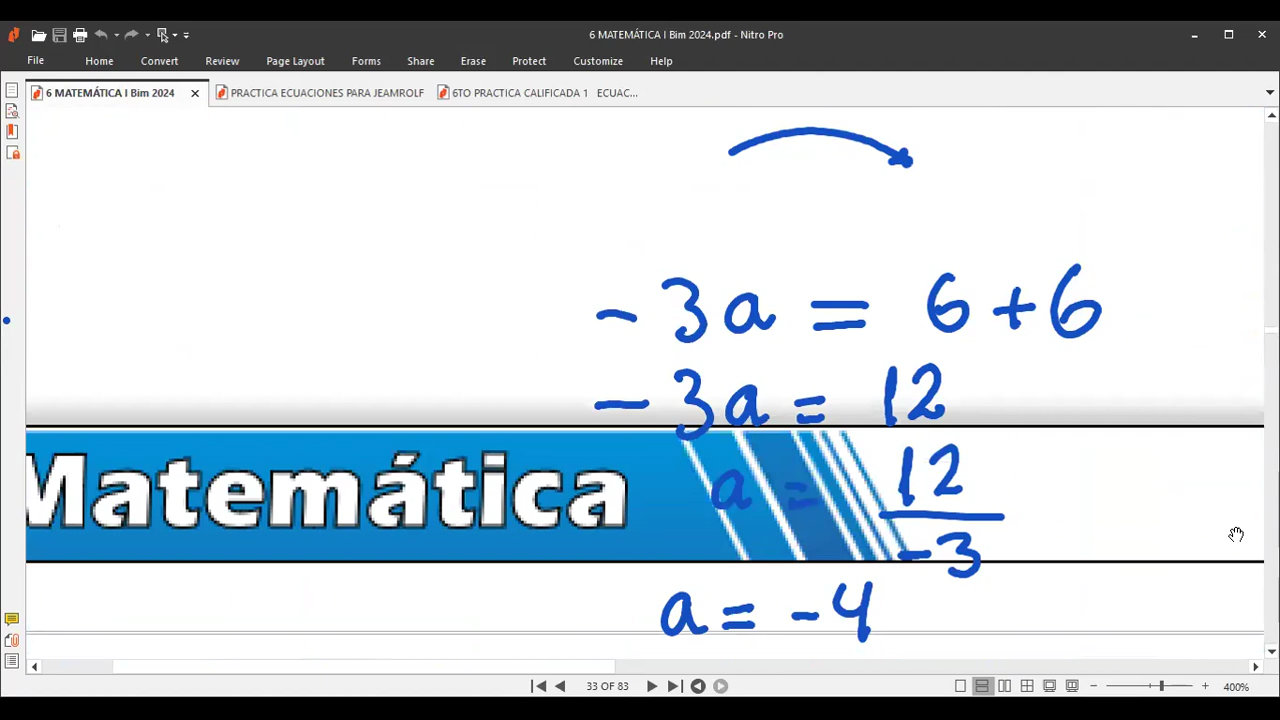 6 MATEMÁTICA I Bim 2024.pdf - Nitro Pro
File Home Convert Review Page Layout Forms Share Erase Protect Customize Help
6 MATEMÁTICA I Bim 2024 PRACTICA ECUACIONES PARA JEAMROLF 6TO PRACTICA CALIFICADA 1 ECUAC...
- 3a = 6 + 6
- 3a = 12
a = 12
-3
a = -4
Matemática
33 OF 83
400%